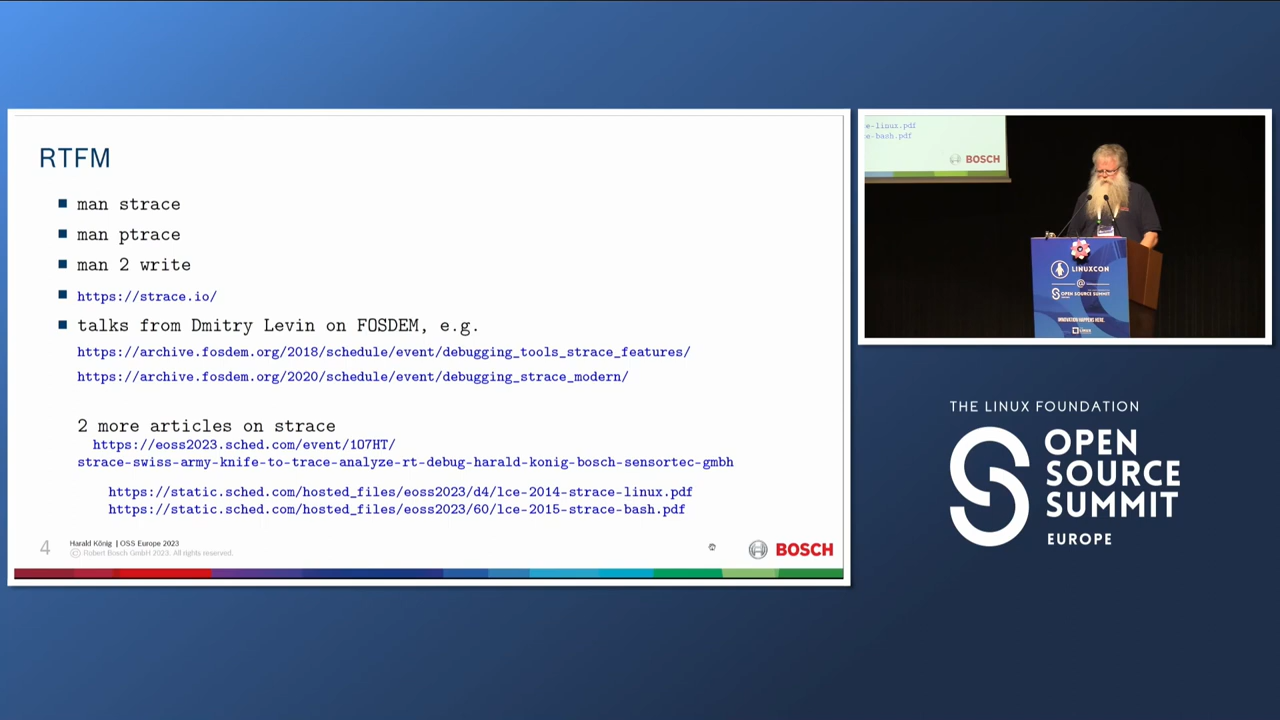 RTFM
man strace
man ptrace
man 2 write
https://strace.io/
talks from Dmitry Levin on FOSDEM, e.g.
https://archive.fosdem.org/2018/schedule/event/debugging_tools_strace_features/
https://archive.fosdem.org/2020/schedule/event/debugging_strace_modern/
2 more articles on strace
https://eoss2023.sched.com/event/1O7HT/
strace-swiss-army-knife-to-trace-analyze-rt-debug-harald-konig-bosch-sensortec-gmbh
https://static.sched.com/hosted_files/eoss2023/d4/lce-2014-strace-linux.pdf
https://static.sched.com/hosted_files/eoss2023/60/lce-2015-strace-bash.pdf
4
Harald König | OSS Europe 2023
© Robert Bosch GmbH 2023. All rights reserved.
BOSCH
e-linux.pdf
e-bash.pdf
BOSCH
LINUXCON
@
OPEN SOURCE SUMMIT
INNOVATION HAPPENS HERE.
LINUX
THE LINUX FOUNDATION
OPEN
SOURCE
SUMMIT
EUROPE